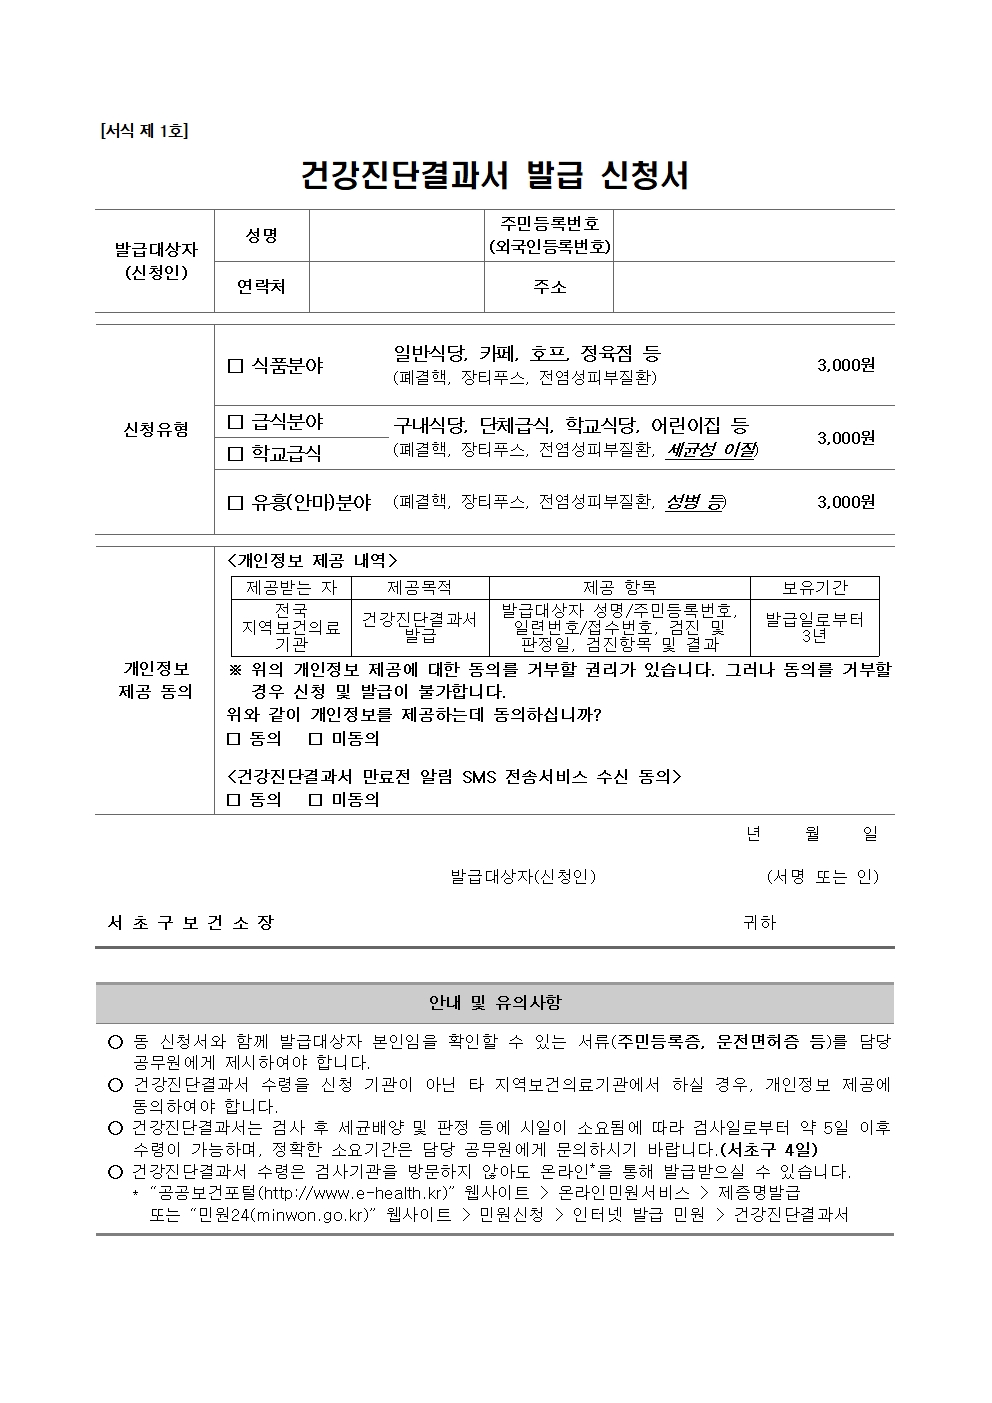 [서식 제 1호]
건강진단결과서 발급 신청서
발급대상자
(신청인)
성명
주민등록번호
(외국인등록번호)
연락처
주소
신청유형
□ 식품분야
일반식당, 카페, 호프, 정육점 등
(폐결핵, 장티푸스, 전염성피부질환)
3,000원
□ 급식분야
□ 학교급식
구내식당, 단체급식, 학교식당, 어린이집 등
(폐결핵, 장티푸스, 전염성피부질환, 세균성 이질)
3,000원
□ 유흥(안마)분야
(폐결핵, 장티푸스, 전염성피부질환, 성병 등)
3,000원
개인정보
제공 동의
<개인정보 제공 내역>
제공받는 자
제공목적
제공 항목
보유기간
전국
지역보건의료
기관
건강진단결과서
발급
발급대상자 성명/주민등록번호,
일련번호/접수번호, 검진 및
판정일, 검진항목 및 결과
발급일로부터
3년
※ 위의 개인정보 제공에 대한 동의를 거부할 권리가 있습니다. 그러나 동의를 거부할
경우 신청 및 발급이 불가합니다.
위와 같이 개인정보를 제공하는데 동의하십니까?
□ 동의 □ 미동의
<건강진단결과서 만료전 알림 SMS 전송서비스 수신 동의>
□ 동의 □ 미동의
년 월 일
발급대상자(신청인) (서명 또는 인)
서 초 구 보 건 소 장 귀하
안내 및 유의사항
○ 동 신청서와 함께 발급대상자 본인임을 확인할 수 있는 서류(주민등록증, 운전면허증 등)를 담당
공무원에게 제시하여야 합니다.
○ 건강진단결과서 수령을 신청 기관이 아닌 타 지역보건의료기관에서 하실 경우, 개인정보 제공에
동의하여야 합니다.
○ 건강진단결과서는 검사 후 세균배양 및 판정 등에 시일이 소요됨에 따라 검사일로부터 약 5일 이후
수령이 가능하며, 정확한 소요기간은 담당 공무원에게 문의하시기 바랍니다.(서초구 4일)
○ 건강진단결과서 수령은 검사기관을 방문하지 않아도 온라인*을 통해 발급받으실 수 있습니다.
* “공공보건포털(http://www.e-health.kr)” 웹사이트 > 온라인민원서비스 > 제증명발급
또는 “민원24(minwon.go.kr)” 웹사이트 > 민원신청 > 인터넷 발급 민원 > 건강진단결과서